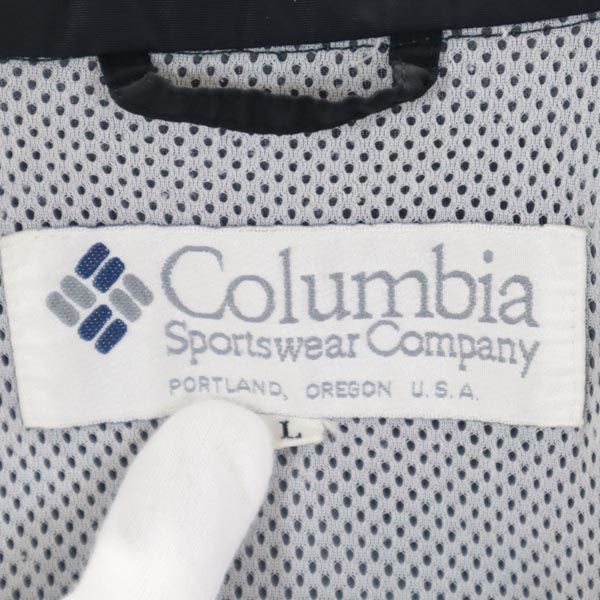 Columbia
Sportswear Company
PORTLAND, OREGON U.S.A.
L